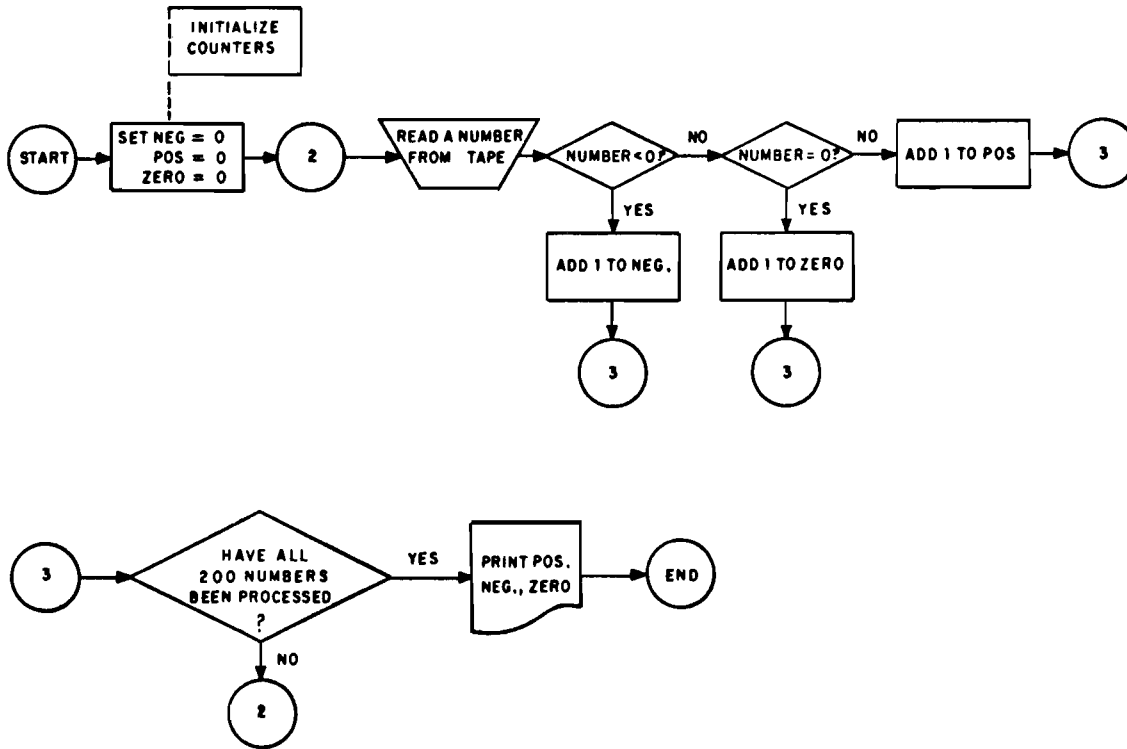 INITIALIZE
COUNTERS
START
SET NEG = 0
POS = 0
ZERO = 0
2
READ A NUMBER
FROM TAPE
NUMBER<0?
NO
NUMBER=0?
NO
ADD 1 TO POS
3
YES
YES
ADD 1 TO NEG.
ADD 1 TO ZERO
3
3
3
HAVE ALL
200 NUMBERS
BEEN PROCESSED
?
YES
PRINT POS.
NEG., ZERO
END
NO
2